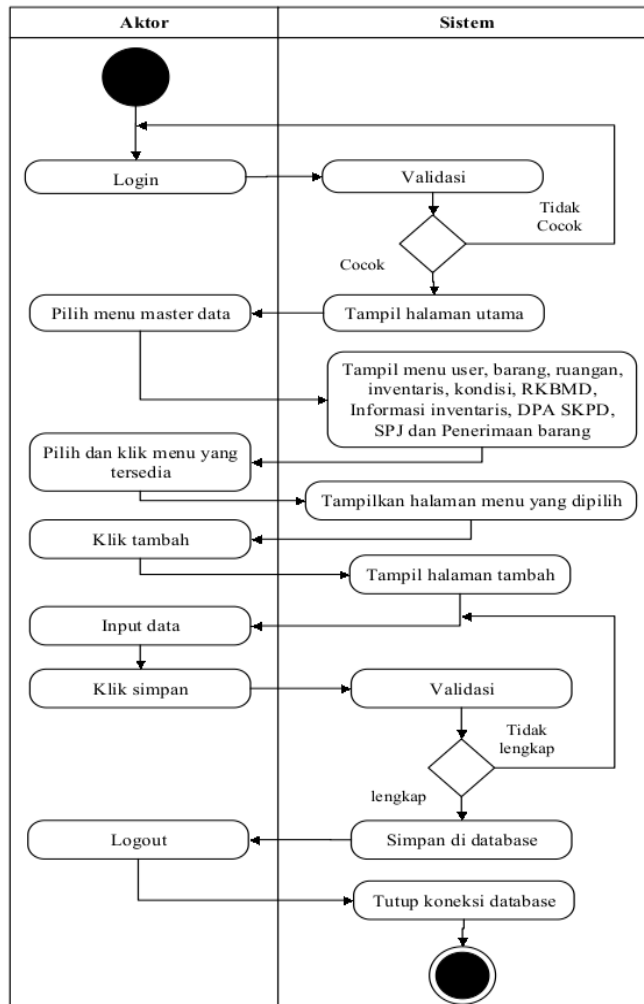 Aktor
Sistem
Login
Validasi
Tidak
Cocok
Cocok
Pilih menu master data
Tampil halaman utama
Tampil menu user, barang, ruangan,
inventaris, kondisi, RKBMD,
Informasi inventaris, DPA SKPD,
SPJ dan Penerimaan barang
Pilih dan klik menu yang
tersedia
Tampilkan halaman menu yang dipilih
Klik tambah
Tampil halaman tambah
Input data
Klik simpan
Validasi
Tidak
lengkap
lengkap
Logout
Simpan di database
Tutup koneksi database